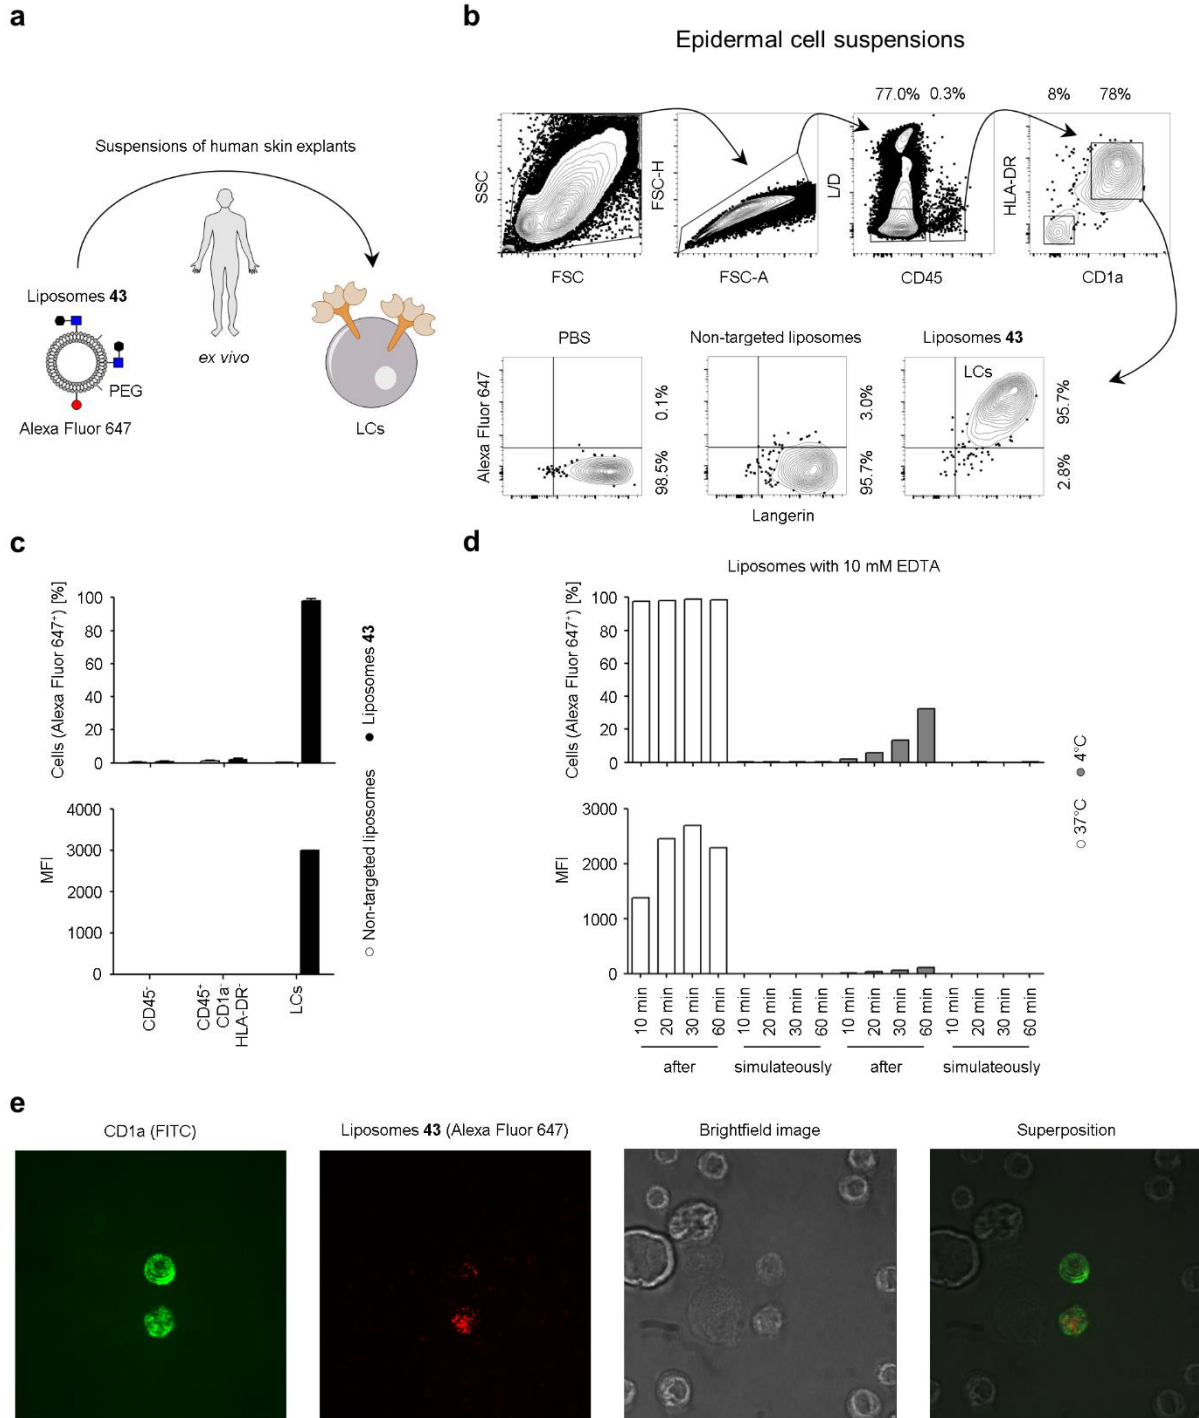 a
Suspensions of human skin explants
Liposomes 43
PEG
Alexa Fluor 647
ex vivo
LCs
b
Epidermal cell suspensions
77.0% 0.3%
8% 78%
SSC
FSC
FSC-H
FSC-A
L/D
CD45
HLA-DR
CD1a
PBS
Non-targeted liposomes
Liposomes 43
Alexa Fluor 647
98.5% 0.1%
95.7% 3.0%
LCs
2.8% 95.7%
Langerin
c
Cells (Alexa Fluor 647⁺) [%]
100
80
60
40
20
0
MFI
4000
3000
2000
1000
0
CD45⁻
CD45⁺
CD1a⁻
HLA-DR⁻
LCs
○ Non-targeted liposomes ● Liposomes 43
d
Liposomes with 10 mM EDTA
Cells (Alexa Fluor 647⁺) [%]
100
80
60
40
20
0
MFI
3000
2000
1000
0
10 min
20 min
30 min
60 min
10 min
20 min
30 min
60 min
10 min
20 min
30 min
60 min
10 min
20 min
30 min
60 min
after simulateously after simulateously
○ 37°C ● 4°C
e
CD1a (FITC)
Liposomes 43 (Alexa Fluor 647)
Brightfield image
Superposition